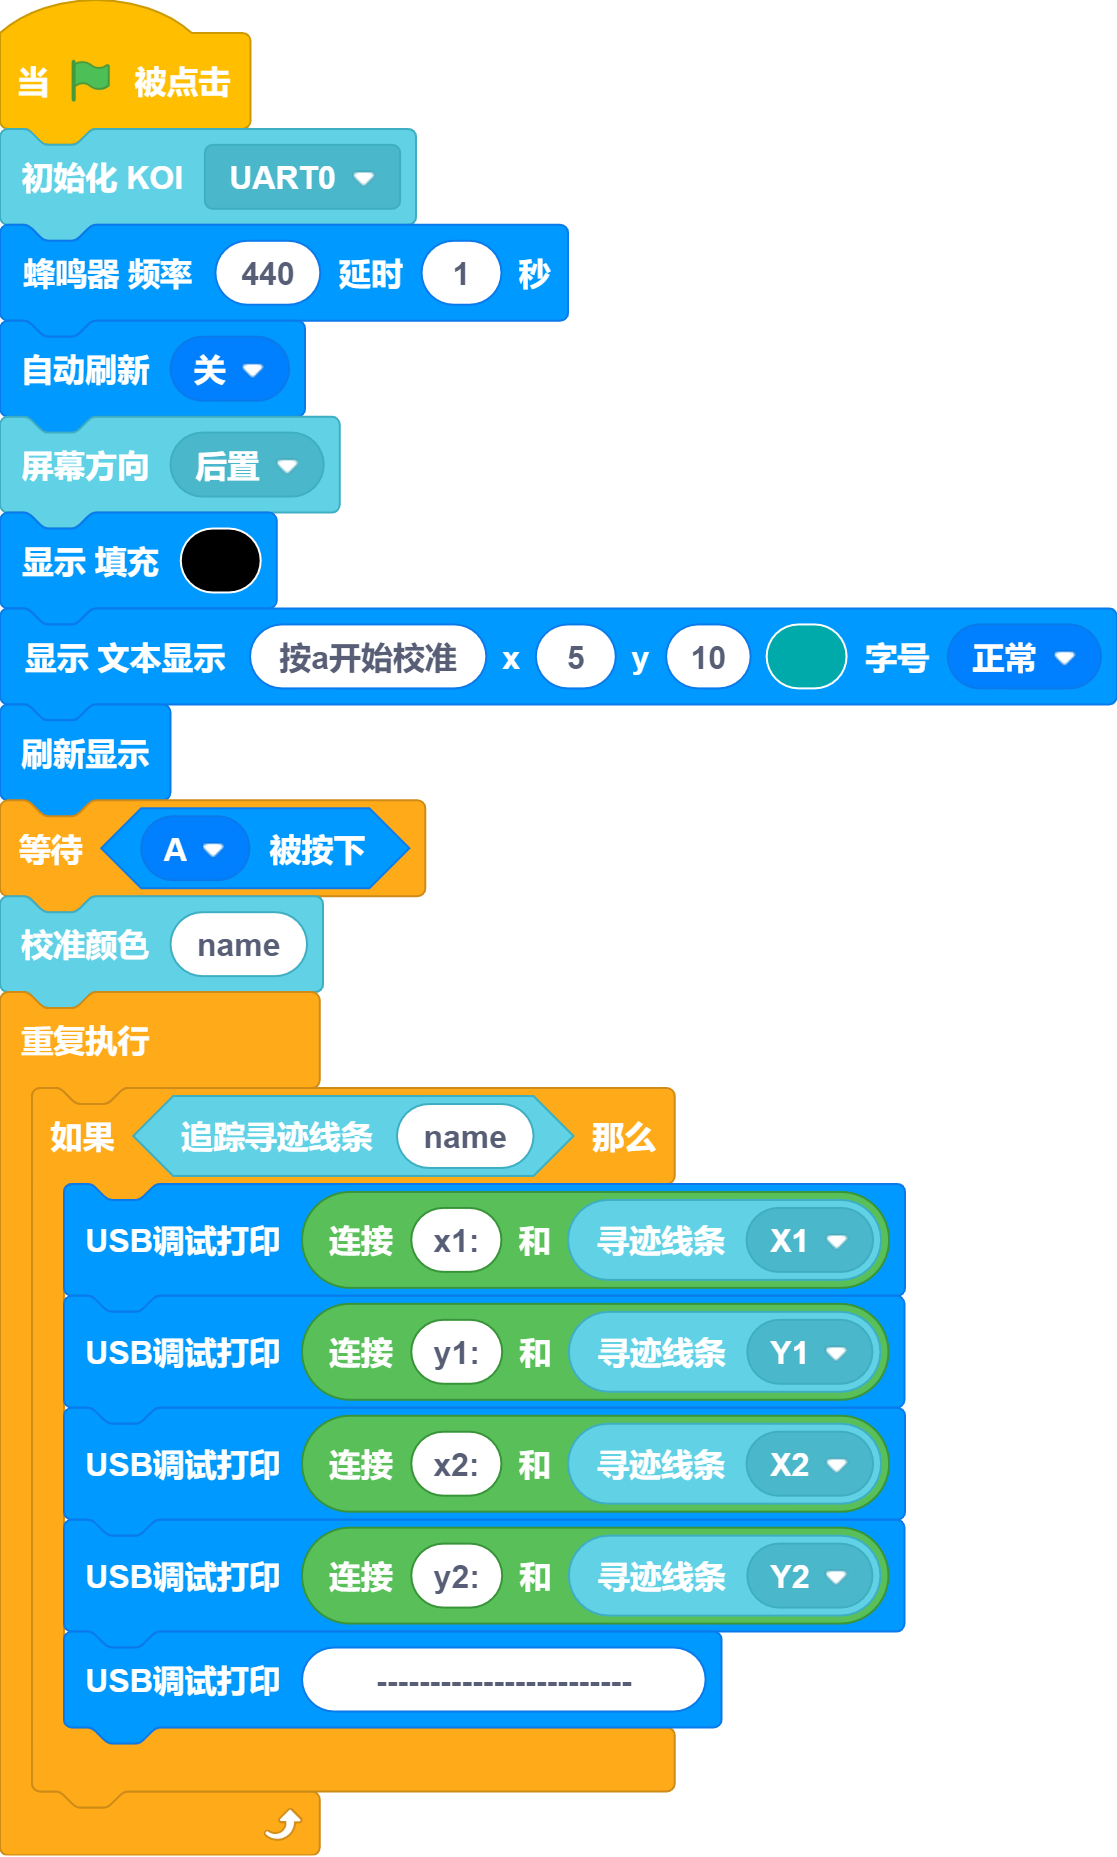 当 被点击
初始化 KOI UART0
蜂鸣器 频率 440 延时 1 秒
自动刷新 关
屏幕方向 后置
显示 填充
显示 文本显示 按a开始校准 x 5 y 10 字号 正常
刷新显示
等待 A 被按下
校准颜色 name
重复执行
如果 追踪寻迹线条 name 那么
USB调试打印 连接 x1: 和 寻迹线条 X1
USB调试打印 连接 y1: 和 寻迹线条 Y1
USB调试打印 连接 x2: 和 寻迹线条 X2
USB调试打印 连接 y2: 和 寻迹线条 Y2
USB调试打印 ------------------------